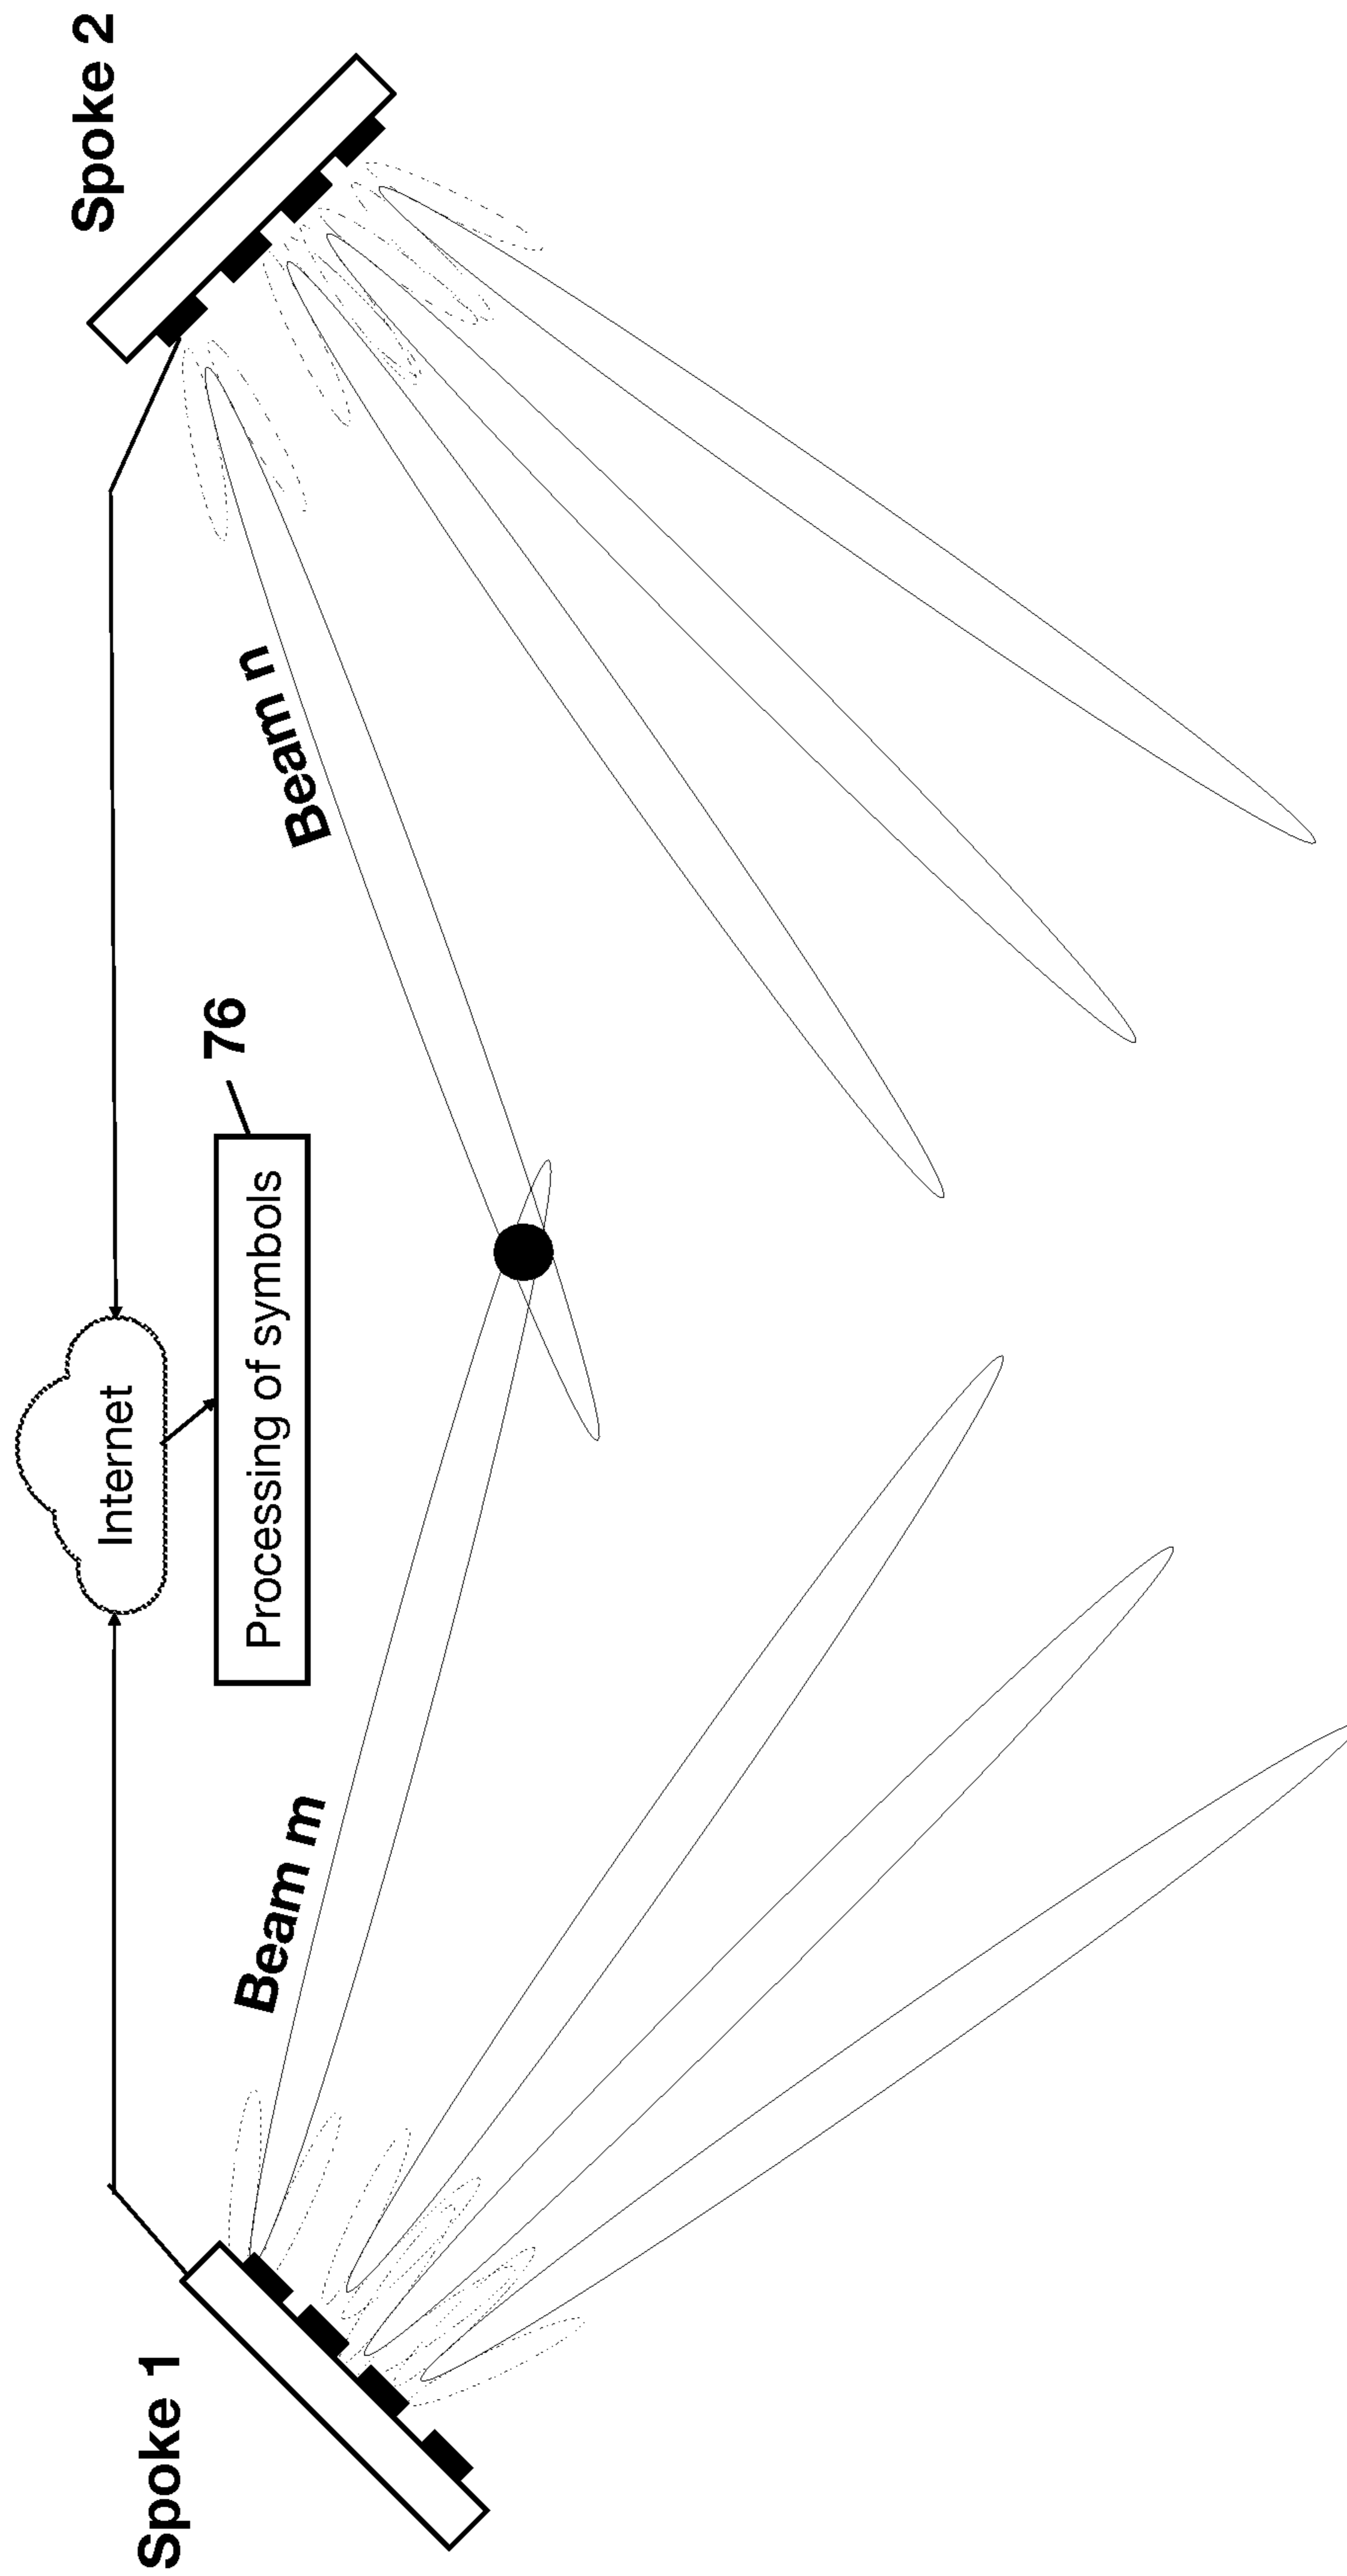 Spoke 1
Spoke 2
Internet
76
Processing of symbols
Beam m
Beam n